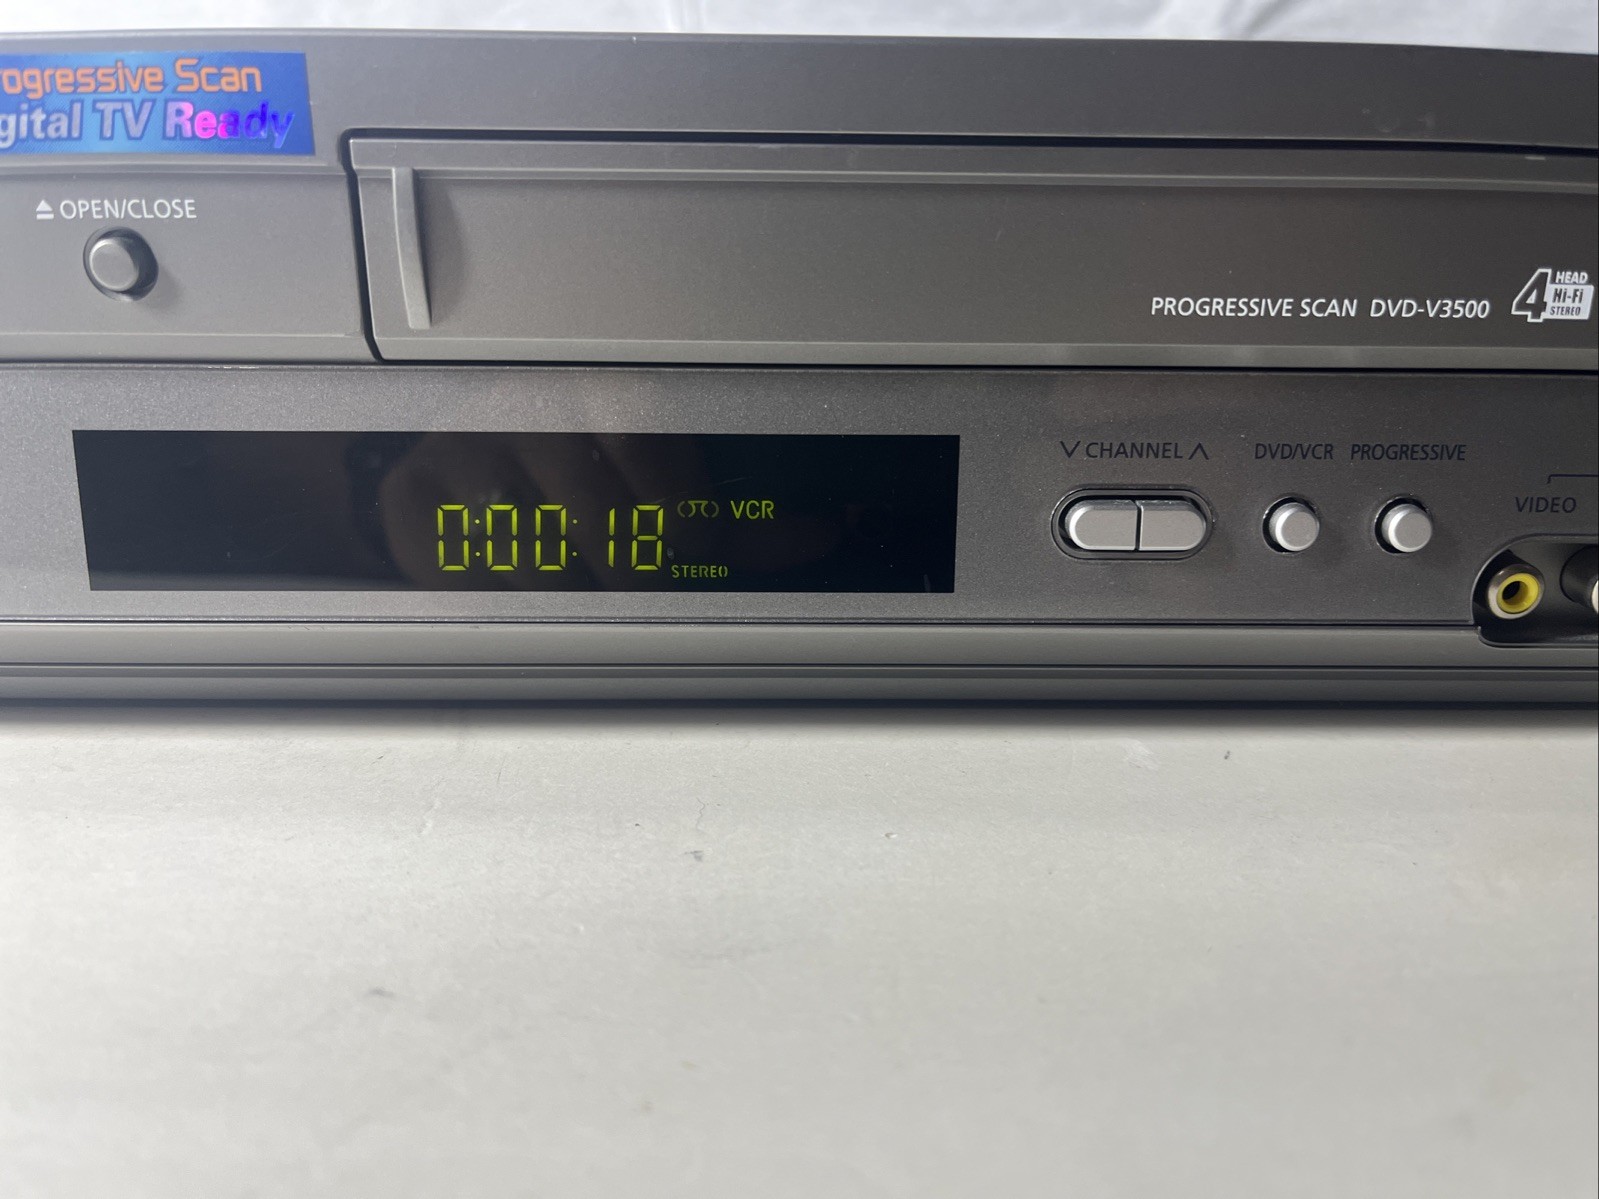 rogressive Scan
gital TV Ready
OPEN/CLOSE
PROGRESSIVE SCAN DVD-V3500
4 HEAD
Hi-Fi
STEREO
CHANNEL
DVD/VCR
PROGRESSIVE
VIDEO
0:00:18
VCR
STEREO